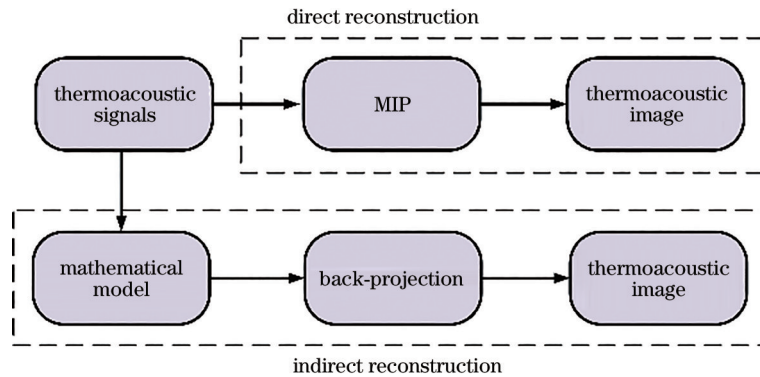 direct reconstruction
thermoacoustic
signals
MIP
thermoacoustic
image
mathematical
model
back-projection
thermoacoustic
image
indirect reconstruction